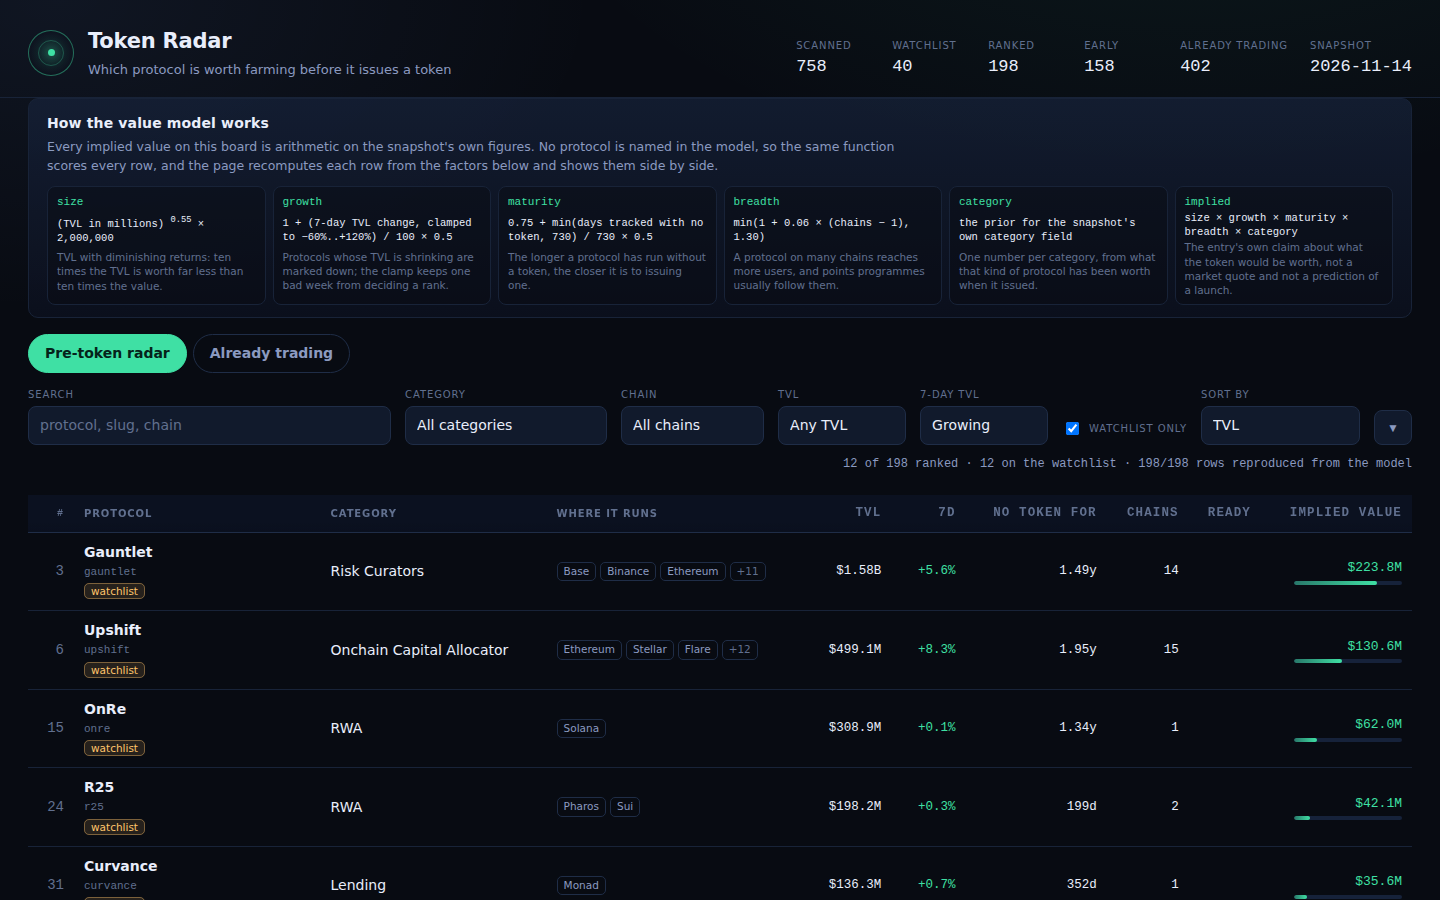 Token Radar
Which protocol is worth farming before it issues a token
SCANNED
758
WATCHLIST
40
RANKED
198
EARLY
158
ALREADY TRADING
402
SNAPSHOT
2026-11-14
How the value model works
Every implied value on this board is arithmetic on the snapshot's own figures. No protocol is named in the model, so the same function
scores every row, and the page recomputes each row from the factors below and shows them side by side.
size
(TVL in millions) 0.55 ×
2,000,000
TVL with diminishing returns: ten
times the TVL is worth far less than
ten times the value.
growth
1 + (7-day TVL change, clamped
to −60%..+120%) / 100 × 0.5
Protocols whose TVL is shrinking are
marked down; the clamp keeps one
bad week from deciding a rank.
maturity
0.75 + min(days tracked with no
token, 730) / 730 × 0.5
The longer a protocol has run without
a token, the closer it is to issuing
one.
breadth
min(1 + 0.06 × (chains − 1),
1.30)
A protocol on many chains reaches
more users, and points programmes
usually follow them.
category
the prior for the snapshot's
own category field
One number per category, from what
that kind of protocol has been worth
when it issued.
implied
size × growth × maturity ×
breadth × category
The entry's own claim about what
the token would be worth, not a
market quote and not a prediction of
a launch.
Pre-token radar
Already trading
SEARCH
protocol, slug, chain
CATEGORY
All categories
CHAIN
All chains
TVL
Any TVL
7-DAY TVL
Growing
WATCHLIST ONLY
SORT BY
TVL
▼
12 of 198 ranked · 12 on the watchlist · 198/198 rows reproduced from the model
# PROTOCOL CATEGORY WHERE IT RUNS TVL 7D NO TOKEN FOR CHAINS READY IMPLIED VALUE
3 Gauntlet gauntlet watchlist Risk Curators Base Binance Ethereum +11 $1.58B +5.6% 1.49y 14 $223.8M
6 Upshift upshift watchlist Onchain Capital Allocator Ethereum Stellar Flare +12 $499.1M +8.3% 1.95y 15 $130.6M
15 OnRe onre watchlist RWA Solana $308.9M +0.1% 1.34y 1 $62.0M
24 R25 r25 watchlist RWA Pharos Sui $198.2M +0.3% 199d 2 $42.1M
31 Curvance curvance Lending Monad $136.3M +0.7% 352d 1 $35.6M